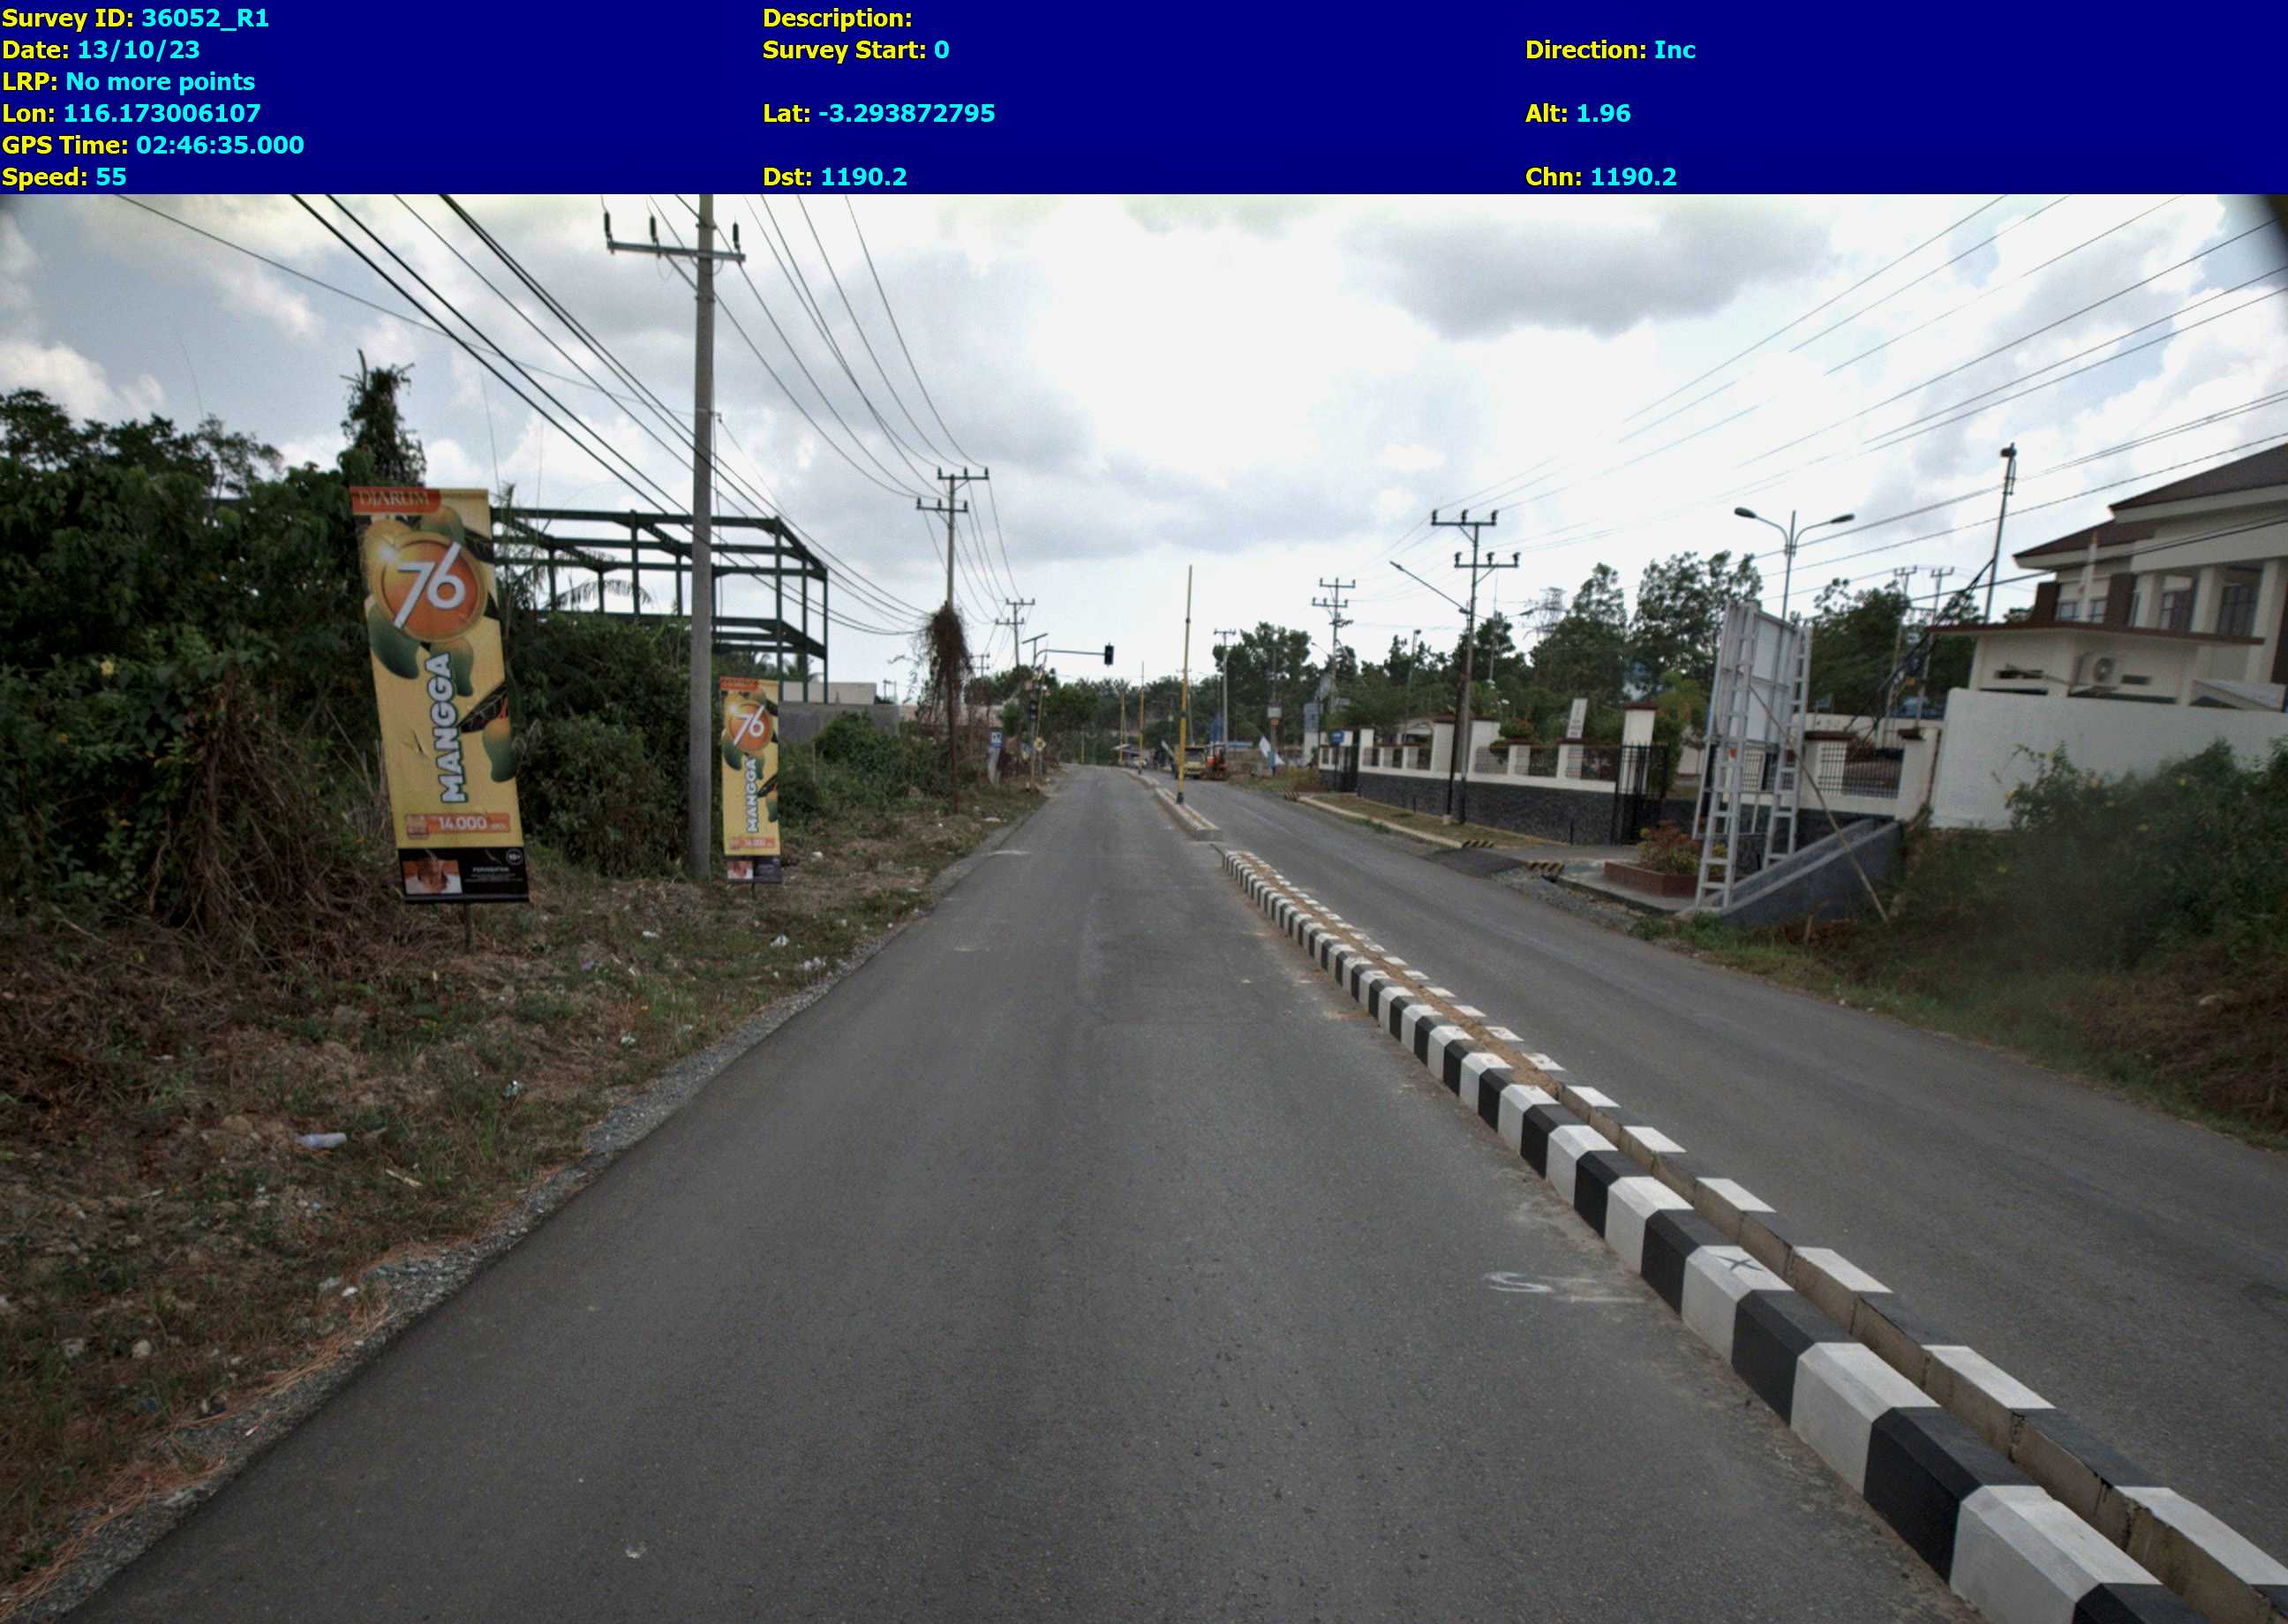 Survey ID: 36052_R1
Description:
Date: 13/10/23
Survey Start: 0
Direction: Inc
LRP: No more points
Lon: 116.173006107
Lat: -3.293872795
Alt: 1.96
GPS Time: 02:46:35.000
Speed: 55
Dst: 1190.2
Chn: 1190.2
DJARUM
76
MANGGA
14.000
18+
76
MANGGA